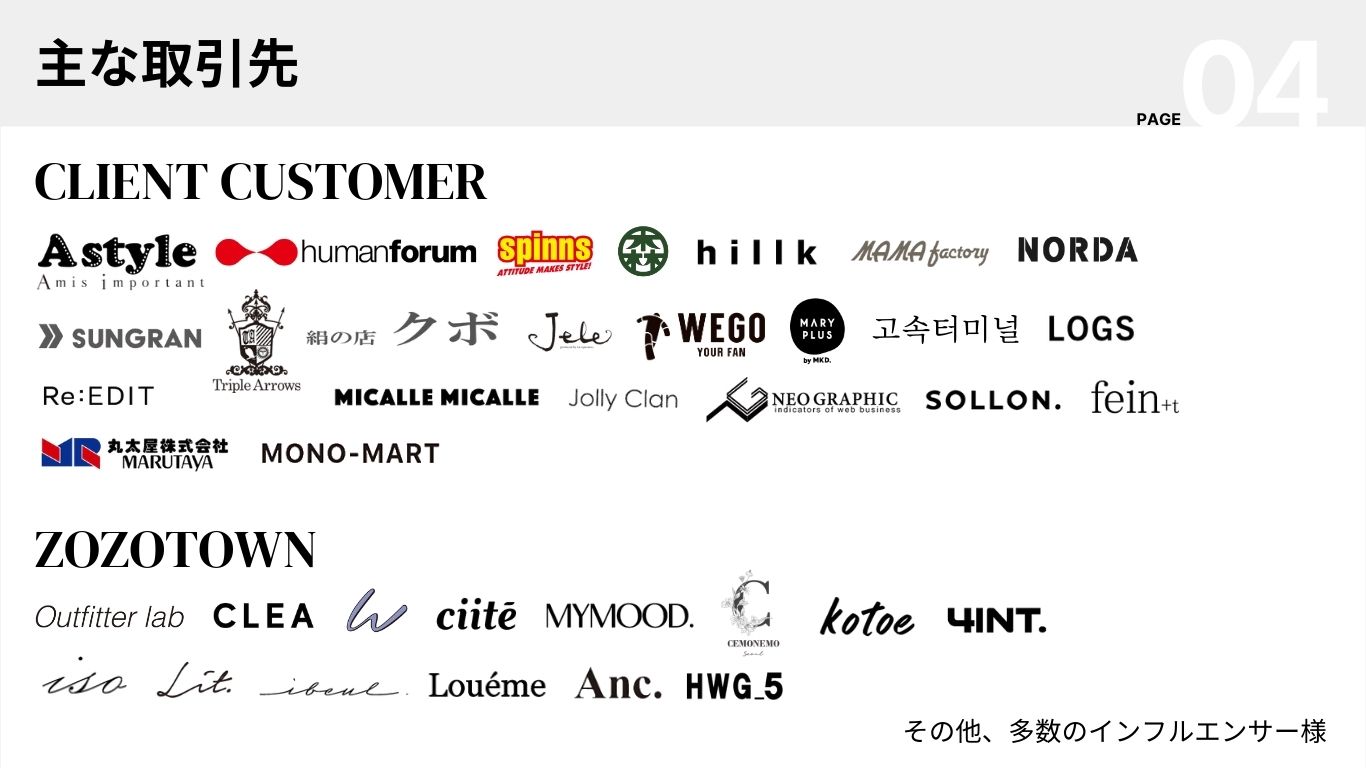 主な取引先
PAGE 04
CLIENT CUSTOMER
Astyle
Amis important
humanforum
spinns
ATTITUDE MAKES STYLE!
hillk
MAMA factory
NORDA
SUNGRAN
Triple Arrows
絹の店 クボ
Jele
WEGO
YOUR FAN
MARY
PLUS
by MKD.
고속터미널
LOGS
Re:EDIT
MICALLE MICALLE
Jolly Clan
NEO GRAPHIC
indicators of web business
SOLLON.
fein+t
MR 丸太屋株式会社
MARUTAYA
MONO-MART
ZOZOTOWN
Outfitter lab
CLEA
W
ciitē
MYMOOD.
C
CEMONEMO
Seoul
kotoe
4INT.
iso
Lit.
ibeul
Louéme
Anc.
HWG_5
その他、多数のインフルエンサー様